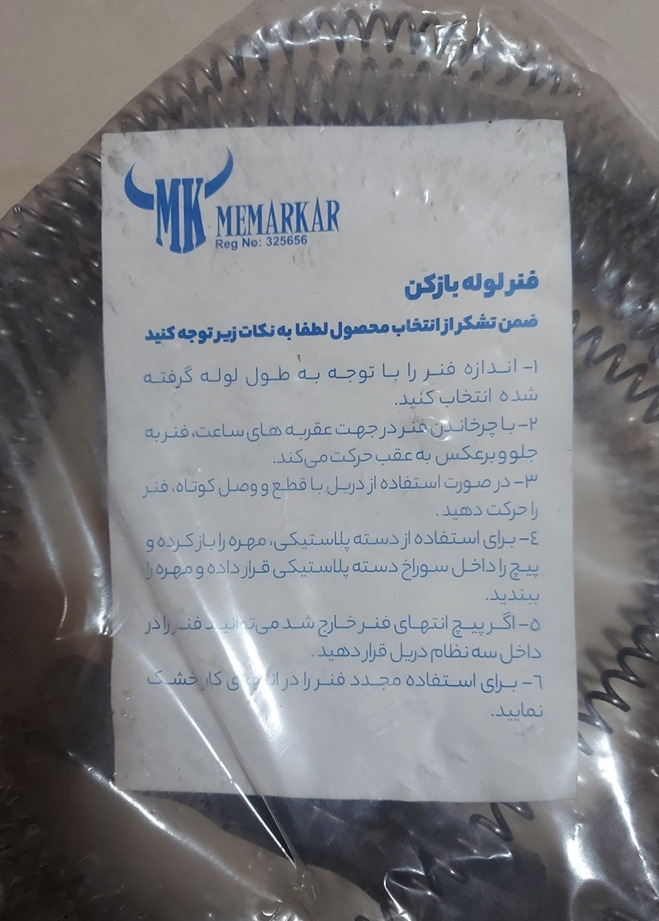 MK MEMARKAR
Reg No: 325656
فنر لوله بازکن
ضمن تشکر از انتخاب محصول لطفا به نکات زیر توجه کنید
۱- اندازه فنر را با توجه به طول لوله گرفته
شده انتخاب کنید.
۲- با چرخاندن فنر در جهت عقربه های ساعت، فنر به
جلو و برعکس به عقب حرکت می‌کند.
۳- در صورت استفاده از دریل با قطع و وصل کوتاه، فنر
را حرکت دهید.
٤- برای استفاده از دسته پلاستیکی، مهره را باز کرده و
پیچ را داخل سوراخ دسته پلاستیکی قرار داده و مهره را
ببندید.
۵- اگر پیچ انتهای فنر خارج شد می‌توانید فنر را در
داخل سه نظام دریل قرار دهید.
٦- برای استفاده مجدد فنر را در انتهای کار خشک
نمایید.